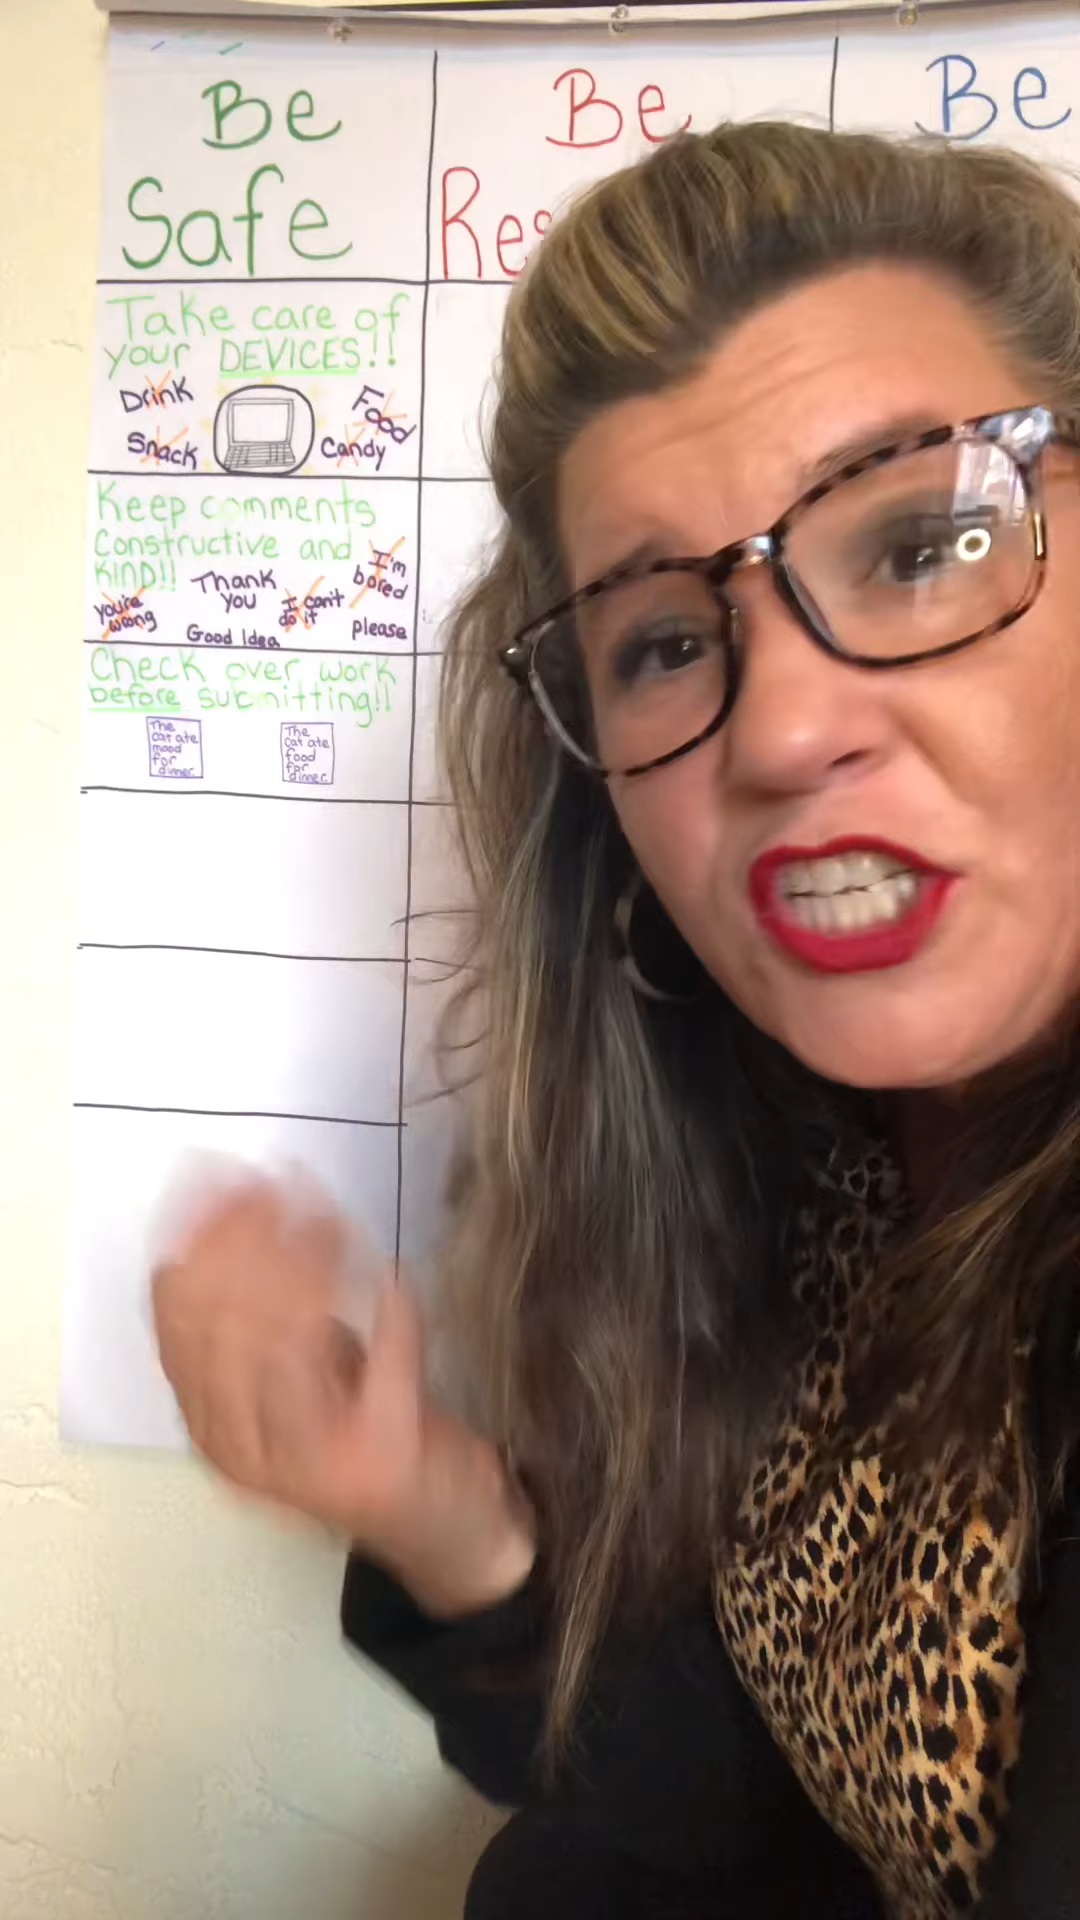 Be
Safe
Be
Res
Be
Take care of
your DEVICES!!
Drink
Food
Snack
Candy
Keep comments
Constructive and
KIND!!
I'm
bored
Thank
You
you're
wrong
I can't
do it
Good Idea
please
Check over work
before submitting!!
The
cat ate
mood
for
dinner.
The
cat ate
food
for
dinner.